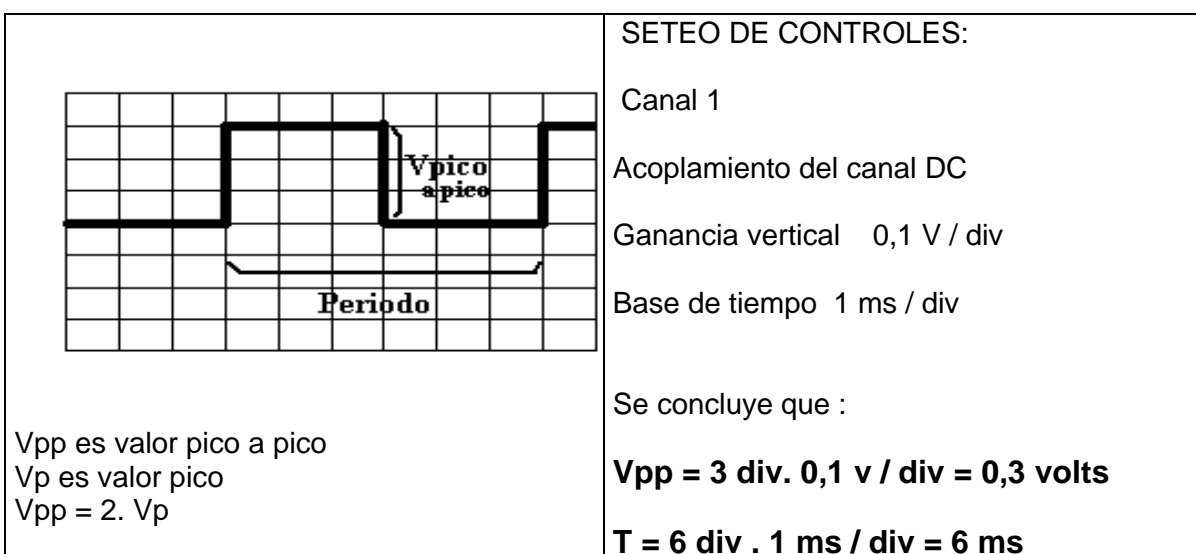 Vpico
a pico
Periodo
Vpp es valor pico a pico
Vp es valor pico
Vpp = 2. Vp
SETEO DE CONTROLES:
Canal 1
Acoplamiento del canal DC
Ganancia vertical    0,1 V / div
Base de tiempo  1 ms / div
Se concluye que :
Vpp = 3 div. 0,1 v / div = 0,3 volts
T = 6 div . 1 ms / div = 6 ms